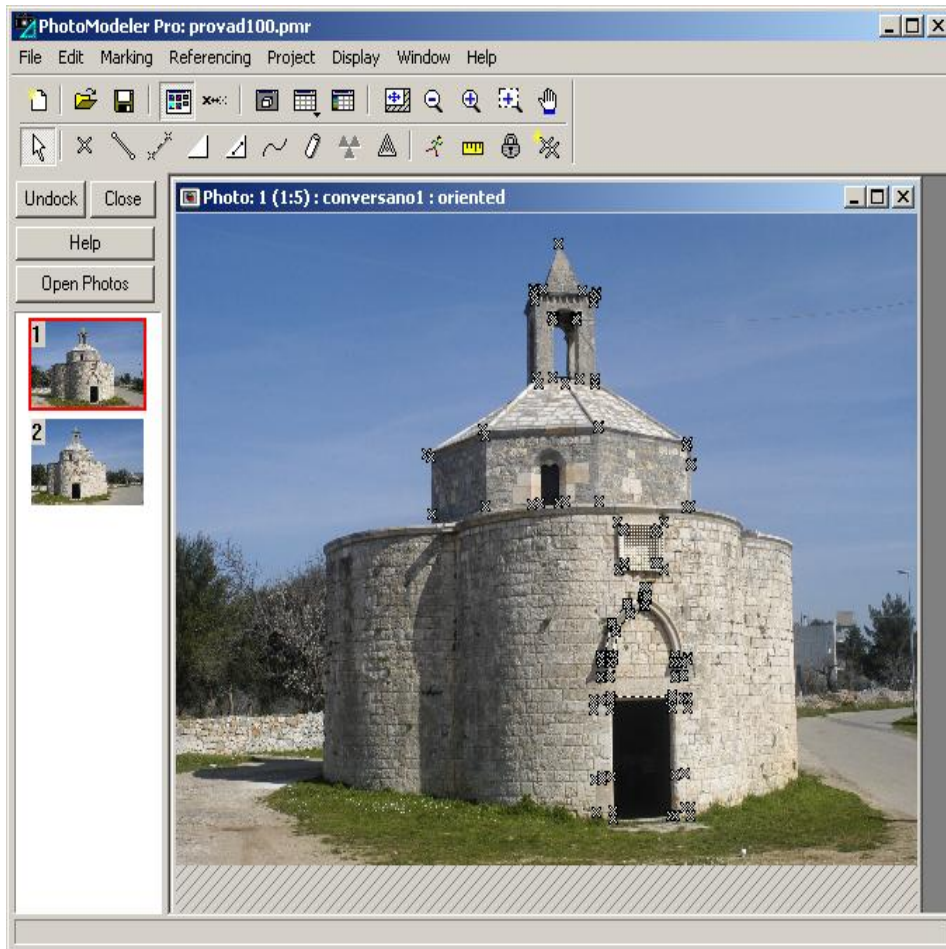 PhotoModeler Pro: provad100.pmr
File Edit Marking Referencing Project Display Window Help
Undock Close
Help
Open Photos
1
2
Photo: 1 (1:5) : conversano1 : oriented